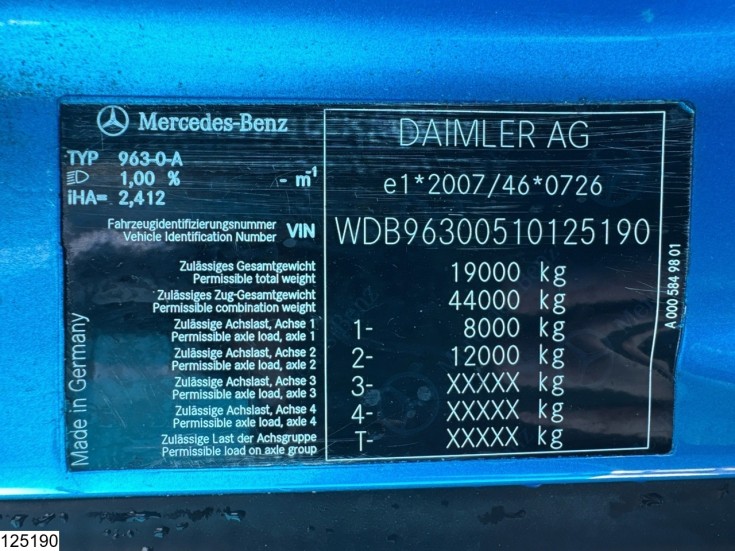 Mercedes-Benz
TYP 963-0-A
1,00 % - m-1
iHA= 2,412
Fahrzeugidentifizierungsnummer
Vehicle Identification Number VIN
Zulässiges Gesamtgewicht
Permissible total weight
Zulässiges Zug-Gesamtgewicht
Permissible combination weight
Zulässige Achslast, Achse 1
Permissible axle load, axle 1
Zulässige Achslast, Achse 2
Permissible axle load, axle 2
Zulässige Achslast, Achse 3
Permissible axle load, axle 3
Zulässige Achslast, Achse 4
Permissible axle load, axle 4
Zulässige Last der Achsgruppe
Permissible load on axle group
DAIMLER AG
e1*2007/46*0726
WDB96300510125190
19000 kg
44000 kg
1- 8000 kg
2- 12000 kg
3- XXXXX kg
4- XXXXX kg
T- XXXXX kg
Made in Germany
A 000 584 98 01
125190